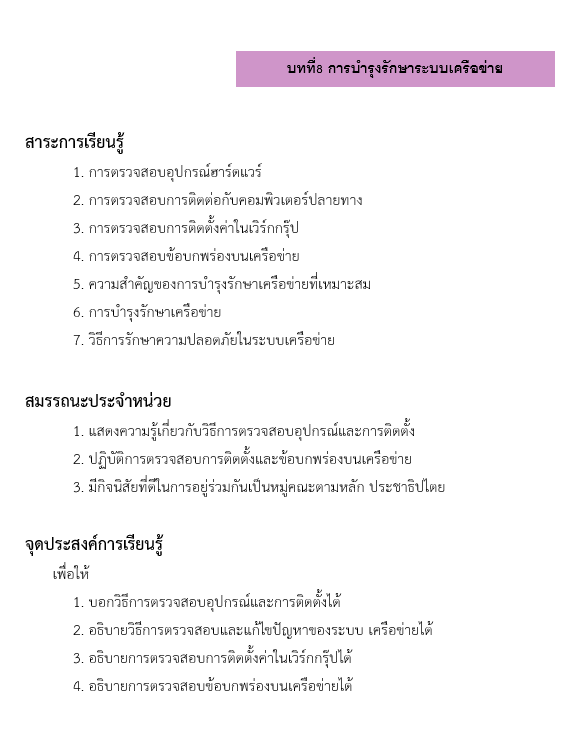 บทที่8 การบำรุงรักษาระบบเครือข่าย
สาระการเรียนรู้
1. การตรวจสอบอุปกรณ์ฮาร์ดแวร์
2. การตรวจสอบการติดต่อกับคอมพิวเตอร์ปลายทาง
3. การตรวจสอบการติดตั้งค่าในเวิร์กกรุ๊ป
4. การตรวจสอบข้อบกพร่องบนเครือข่าย
5. ความสำคัญของการบำรุงรักษาเครือข่ายที่เหมาะสม
6. การบำรุงรักษาเครือข่าย
7. วิธีการรักษาความปลอดภัยในระบบเครือข่าย
สมรรถนะประจำหน่วย
1. แสดงความรู้เกี่ยวกับวิธีการตรวจสอบอุปกรณ์และการติดตั้ง
2. ปฏิบัติการตรวจสอบการติดตั้งและข้อบกพร่องบนเครือข่าย
3. มีกิจนิสัยที่ดีในการอยู่ร่วมกันเป็นหมู่คณะตามหลัก ประชาธิปไตย
จุดประสงค์การเรียนรู้
เพื่อให้
1. บอกวิธีการตรวจสอบอุปกรณ์และการติดตั้งได้
2. อธิบายวิธีการตรวจสอบและแก้ไขปัญหาของระบบ เครือข่ายได้
3. อธิบายการตรวจสอบการติดตั้งค่าในเวิร์กกรุ๊ปได้
4. อธิบายการตรวจสอบข้อบกพร่องบนเครือข่ายได้